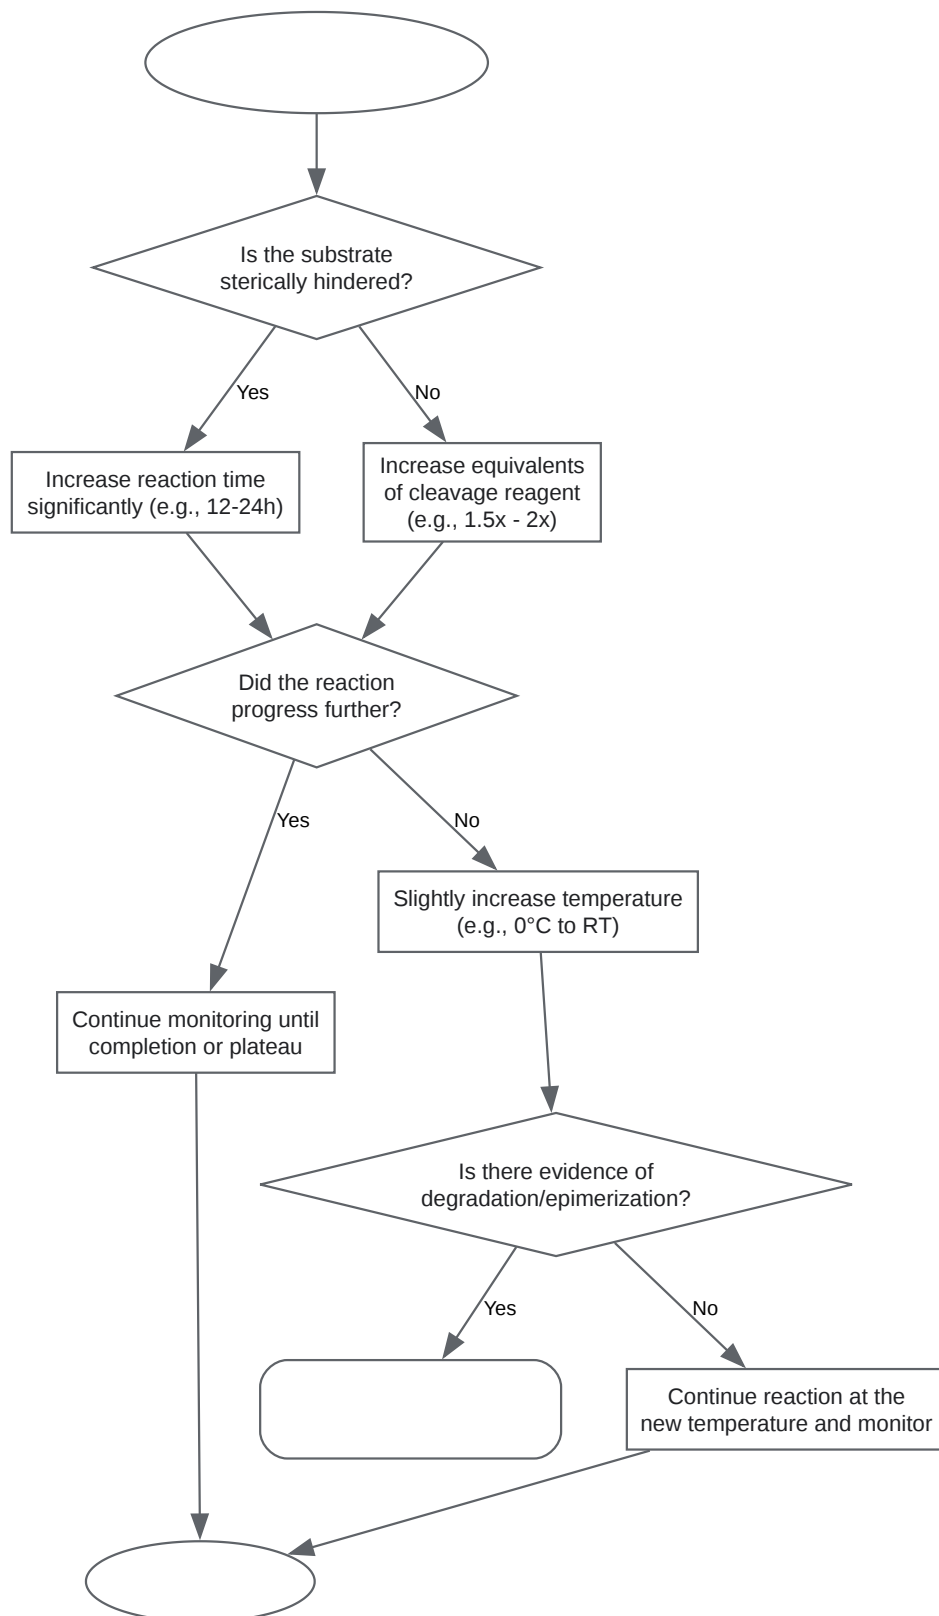 Is the substrate
sterically hindered?
Yes
No
Increase reaction time
significantly (e.g., 12-24h)
Increase equivalents
of cleavage reagent
(e.g., 1.5x - 2x)
Did the reaction
progress further?
Yes
No
Slightly increase temperature
(e.g., 0°C to RT)
Continue monitoring until
completion or plateau
Is there evidence of
degradation/epimerization?
Yes
No
Continue reaction at the
new temperature and monitor